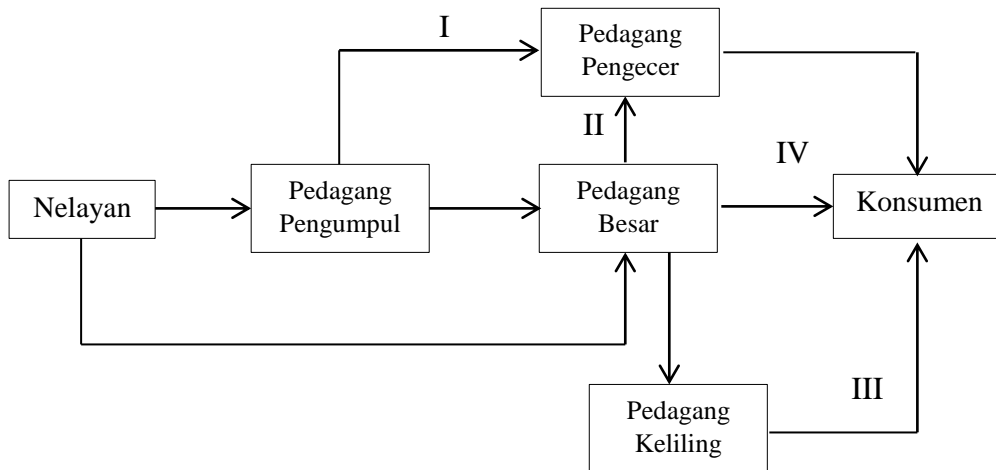 I
Pedagang
Pengecer
II
IV
Nelayan
Pedagang
Pengumpul
Pedagang
Besar
Konsumen
III
Pedagang
Keliling